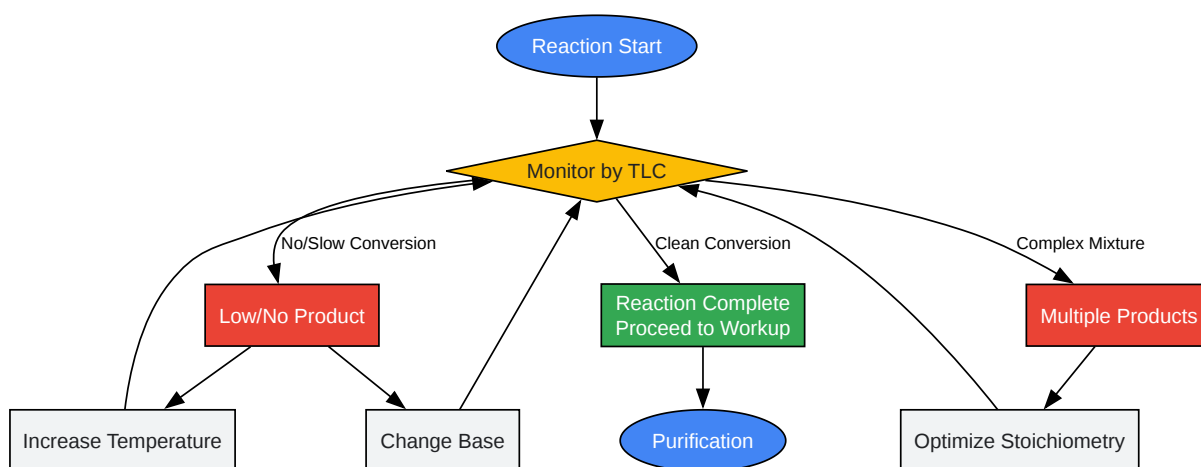 Reaction Start
Monitor by TLC
No/Slow Conversion
Clean Conversion
Complex Mixture
Low/No Product
Reaction Complete
Proceed to Workup
Multiple Products
Increase Temperature
Change Base
Purification
Optimize Stoichiometry